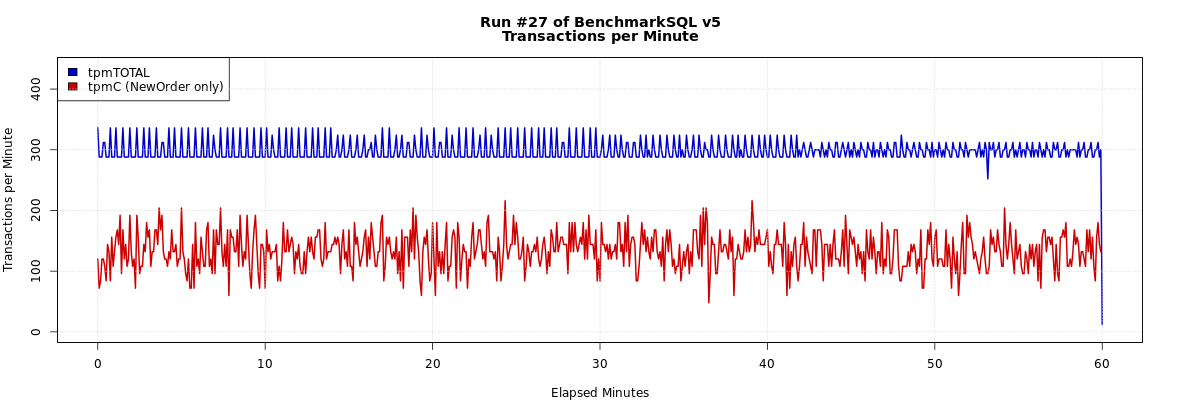 Run #27 of BenchmarkSQL v5
Transactions per Minute
tpmTOTAL
tpmC (NewOrder only)
Transactions per Minute
400
300
200
100
0
0 10 20 30 40 50 60
Elapsed Minutes